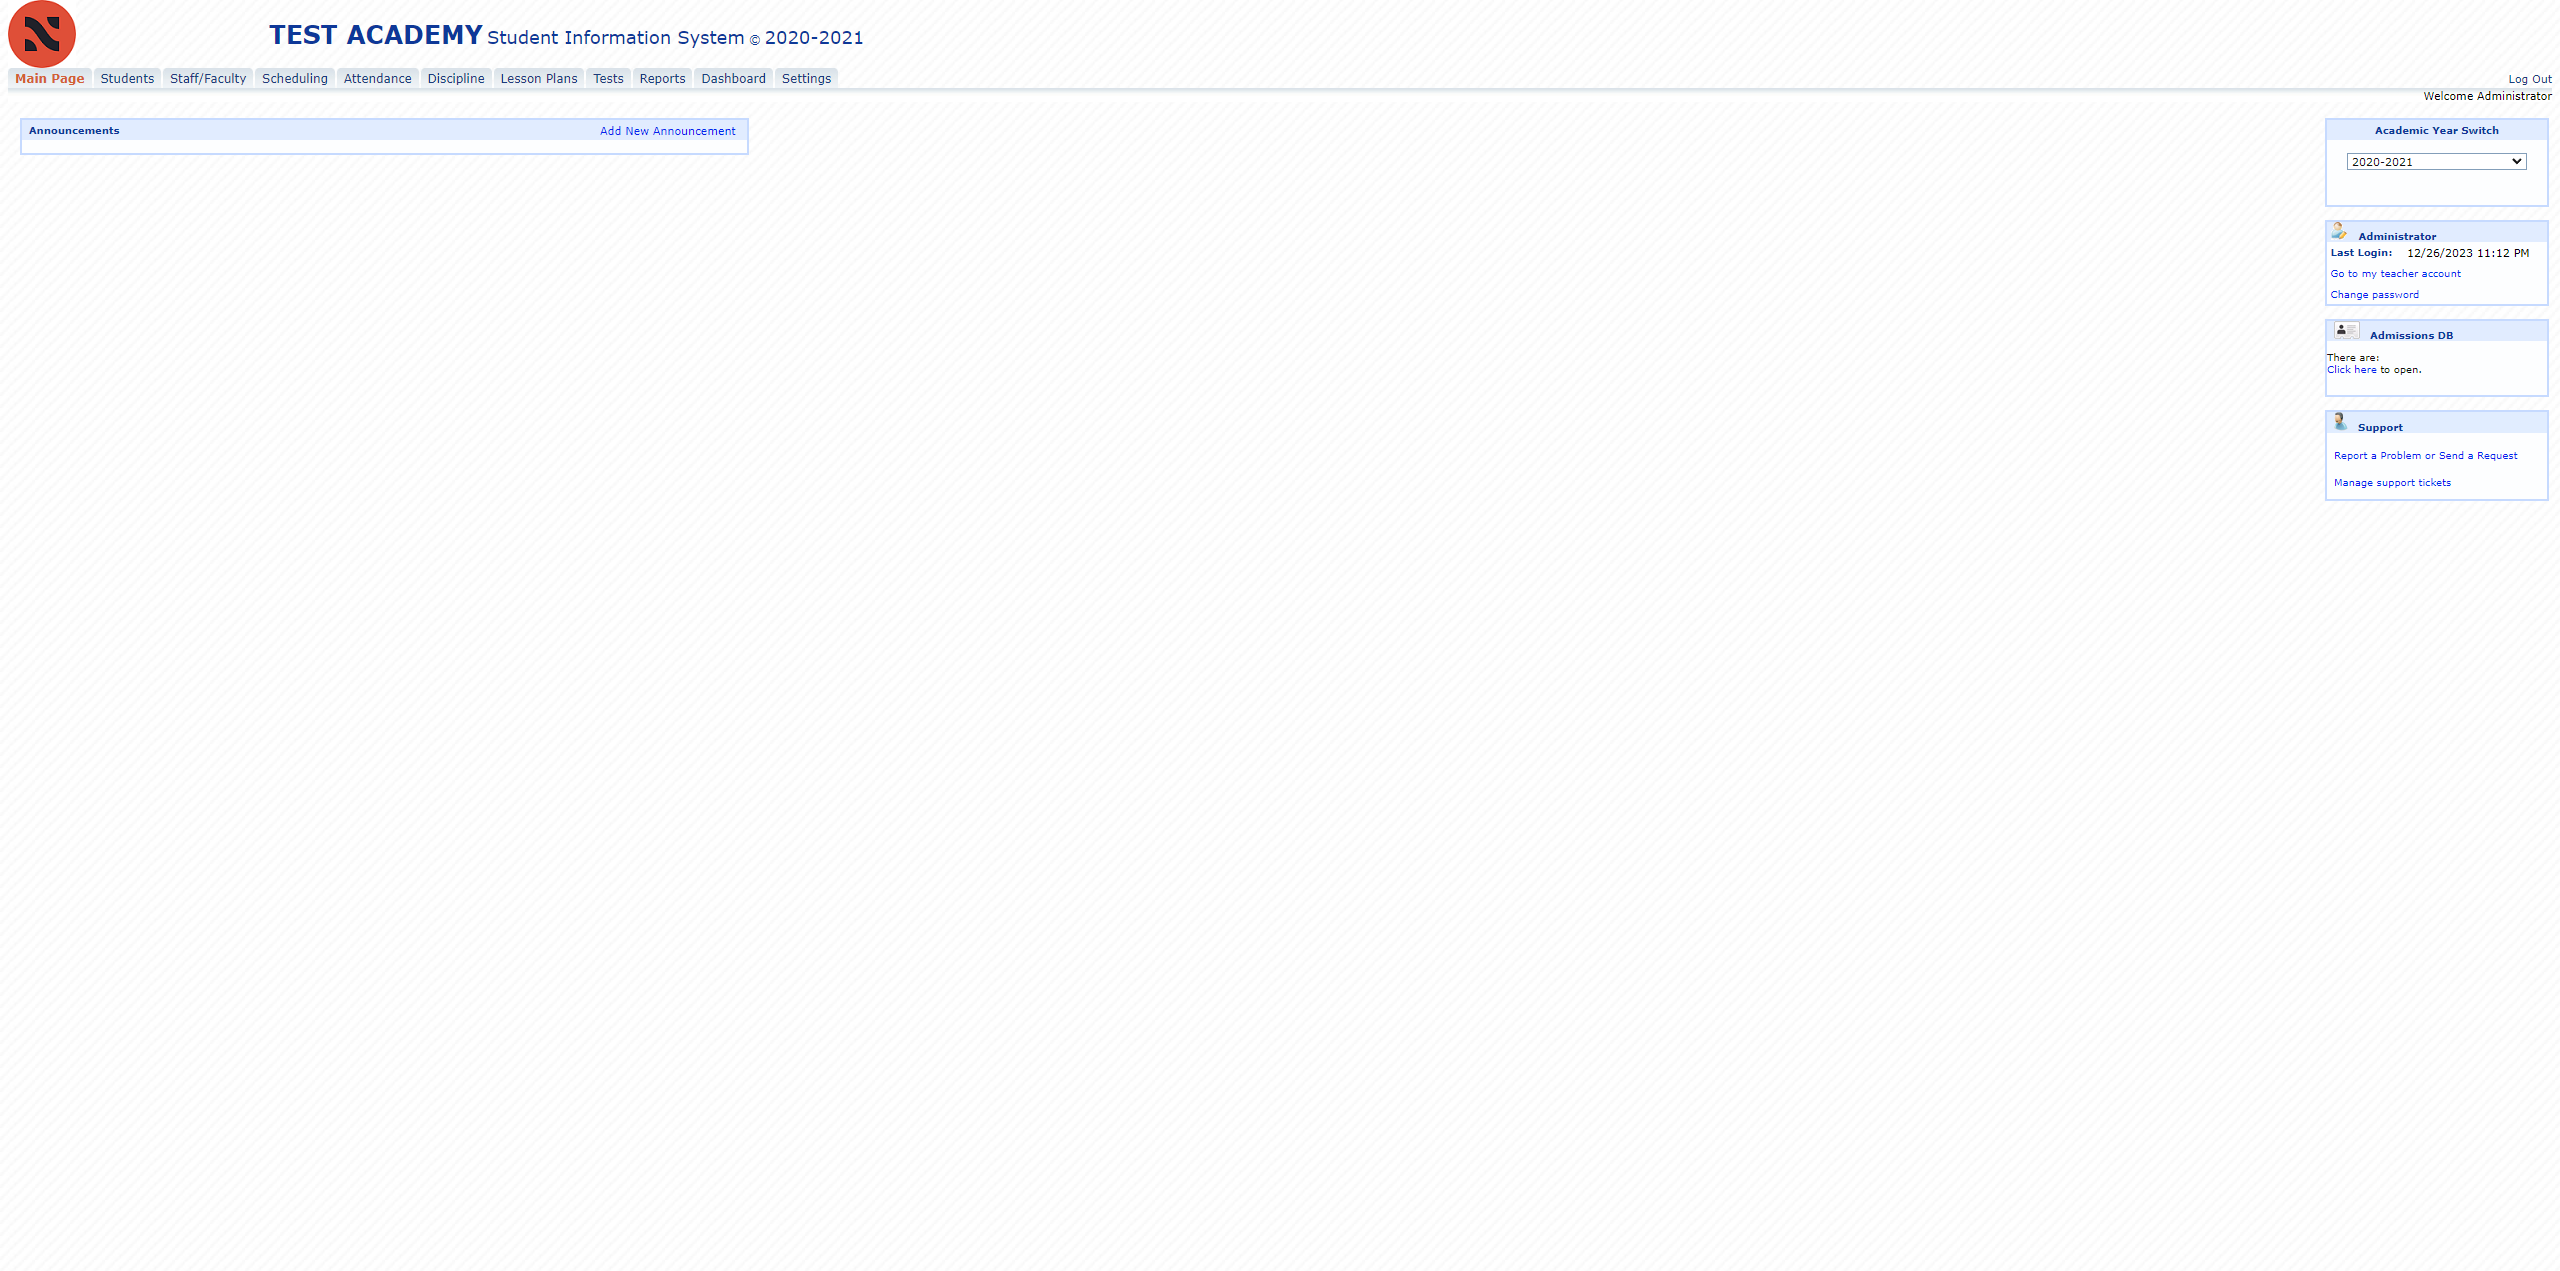 TEST ACADEMY Student Information System © 2020-2021
Main Page Students Staff/Faculty Scheduling Attendance Discipline Lesson Plans Tests Reports Dashboard Settings Log Out
Welcome Administrator
Announcements Add New Announcement
Academic Year Switch
2020-2021
Administrator
Last Login: 12/26/2023 11:12 PM
Go to my teacher account
Change password
Admissions DB
There are:
Click here to open.
Support
Report a Problem or Send a Request
Manage support tickets